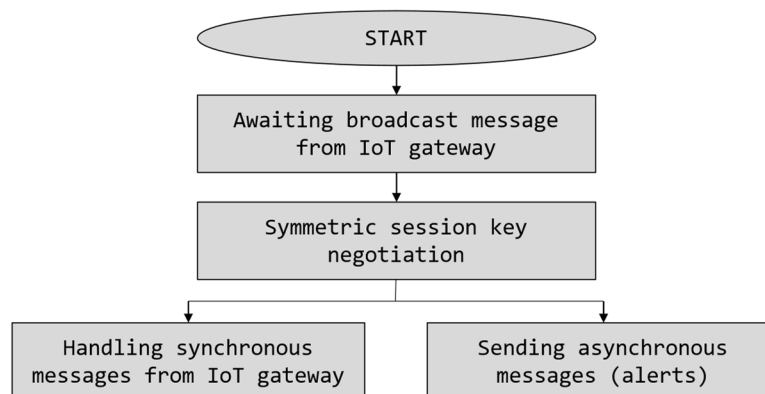 START
Awaiting broadcast message
from IoT gateway
Symmetric session key
negotiation
Handling synchronous
messages from IoT gateway
Sending asynchronous
messages (alerts)